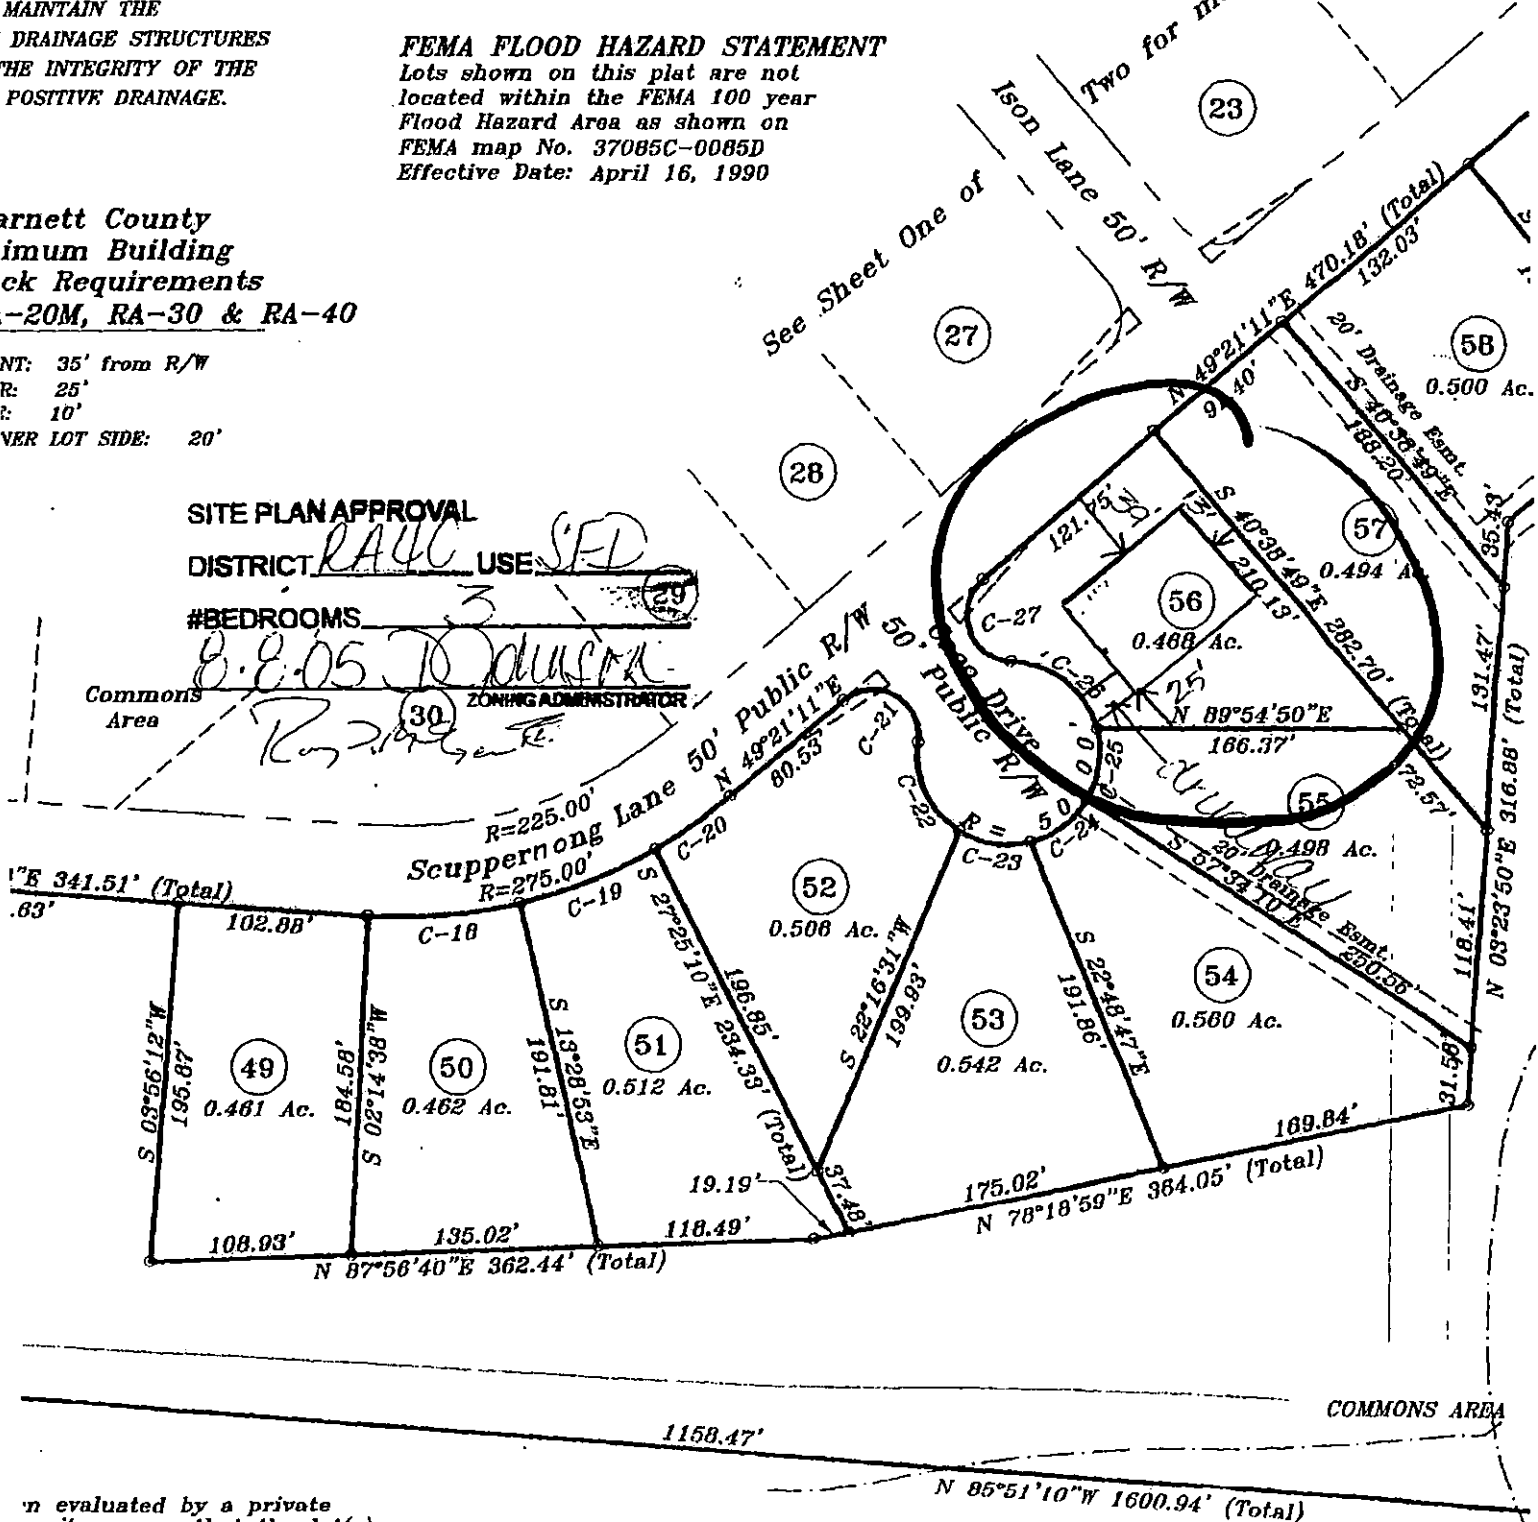 MAINTAIN THE
DRAINAGE STRUCTURES
THE INTEGRITY OF THE
POSITIVE DRAINAGE.
FEMA FLOOD HAZARD STATEMENT
Lots shown on this plat are not
located within the FEMA 100 year
Flood Hazard Area as shown on
FEMA map No. 37085C-0085D
Effective Date: April 16, 1990
arnett County
imum Building
ck Requirements
-20M, RA-30 & RA-40
NT: 35' from R/W
R: 25'
10'
NER LOT SIDE: 20'
SITE PLAN APPROVAL
DISTRICT RA40 USE SFD
#BEDROOMS 3
8.8.05
ZONING ADMINISTRATOR
29
30
Commons
Area
See Sheet One of
Two for
Ison Lane 50' R/W
23
27
28
N 49°21'11"E 470.18' (Total)
132.03'
91.40'
121.75'
39'
13'
20' Drainage Esmt.
S 40°38'49"E
188.20'
58
0.500 Ac.
35.43'
57
0.494 Ac.
S 40°38'49"E 282.70' (Total)
210.13'
56
0.468 Ac.
25'
C-27
C-26
C-25
C-24
C-23
C-22
C-21
C-20
C-19
C-18
Drive
50' Public R/W
R = 50.00'
N 89°54'50"E
166.37'
72.57'
131.47'
N 03°23'50"E 316.88' (Total)
118.41'
31.58'
55
0.498 Ac.
driveway
20' Drainage Esmt.
S 57°34'10"E
250.56'
Scuppernong Lane 50' Public R/W
R=225.00'
R=275.00'
N 49°21'11"E
80.53'
"E 341.51' (Total)
.63'
102.88'
S 03°56'12"W
195.87'
49
0.461 Ac.
184.58'
S 02°14'38"W
50
0.462 Ac.
S 13°28'53"E
191.81'
51
0.512 Ac.
S 27°25'10"E 234.33' (Total)
196.85'
37.48'
52
0.508 Ac.
S 22°16'31"W
199.93'
53
0.542 Ac.
S 22°48'47"E
191.86'
54
0.560 Ac.
19.19'
108.93'
135.02'
118.49'
N 87°56'40"E 362.44' (Total)
175.02'
169.84'
N 78°18'59"E 364.05' (Total)
COMMONS AREA
1158.47'
N 85°51'10"W 1600.94' (Total)
n evaluated by a private